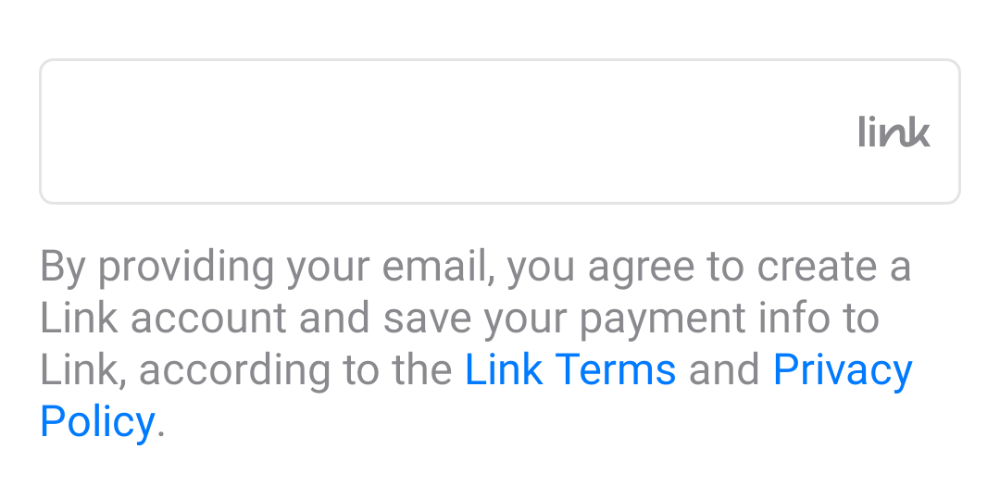 link
By providing your email, you agree to create a
Link account and save your payment info to
Link, according to the Link Terms and Privacy
Policy.